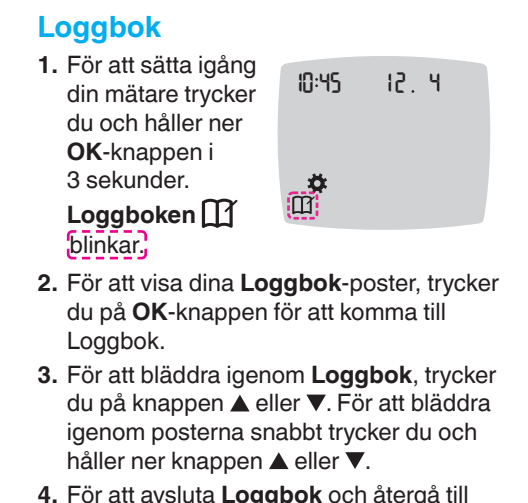 Loggbok
1. För att sätta igång
din mätare trycker
du och håller ner
OK-knappen i
3 sekunder.
Loggboken
blinkar.
10:45 12. 4
2. För att visa dina Loggbok-poster, trycker
du på OK-knappen för att komma till
Loggbok.
3. För att bläddra igenom Loggbok, trycker
du på knappen ▲ eller ▼. För att bläddra
igenom posterna snabbt trycker du och
håller ner knappen ▲ eller ▼.
4. För att avsluta Loggbok och återgå till